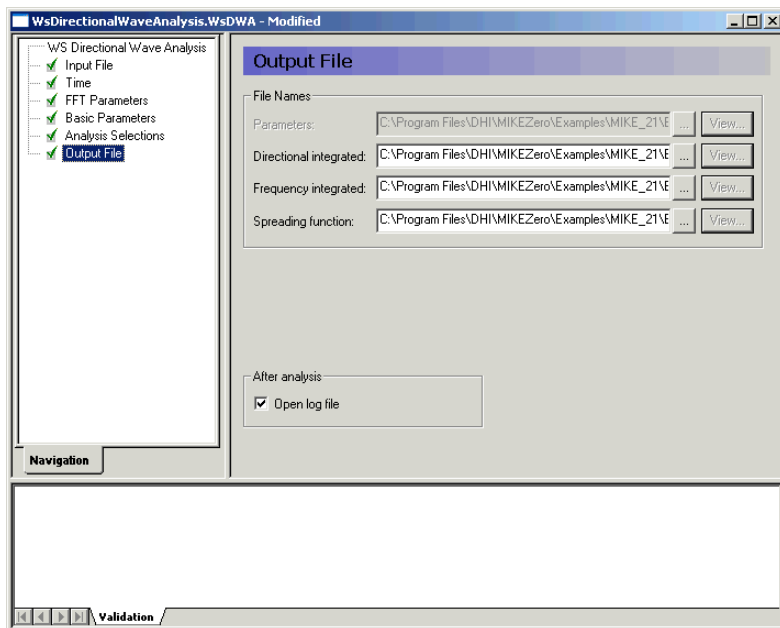 WsDirectionalWaveAnalysis.WsDWA - Modified
WS Directional Wave Analysis
Input File
Time
FFT Parameters
Basic Parameters
Analysis Selections
Output File
Navigation
Output File
File Names
Parameters: C:\Program Files\DHI\MIKEZero\Examples\MIKE_21\E ... View...
Directional integrated: C:\Program Files\DHI\MIKEZero\Examples\MIKE_21\E ... View...
Frequency integrated: C:\Program Files\DHI\MIKEZero\Examples\MIKE_21\E ... View...
Spreading function: C:\Program Files\DHI\MIKEZero\Examples\MIKE_21\E ... View...
After analysis
Open log file
Validation